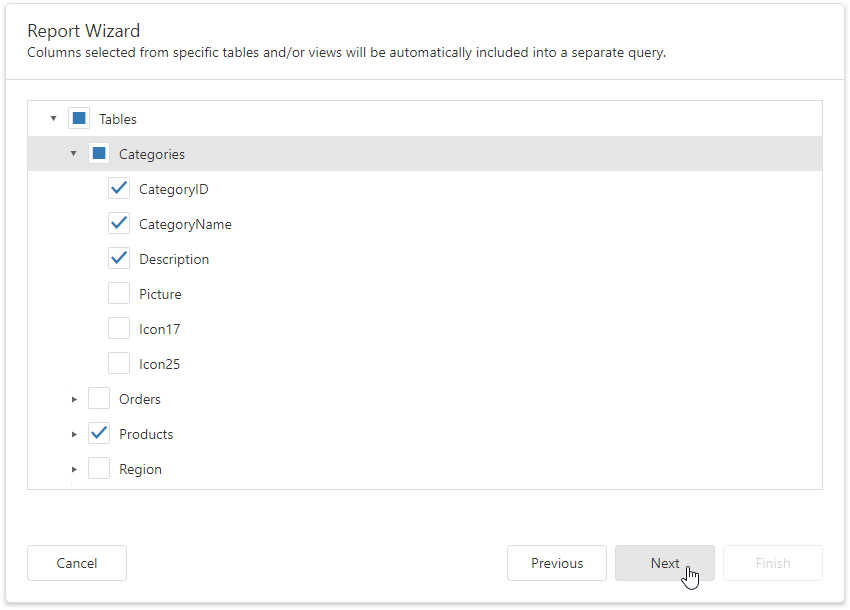 Report Wizard
Columns selected from specific tables and/or views will be automatically included into a separate query.
Tables
Categories
CategoryID
CategoryName
Description
Picture
Icon17
Icon25
Orders
Products
Region
Cancel
Previous
Next
Finish